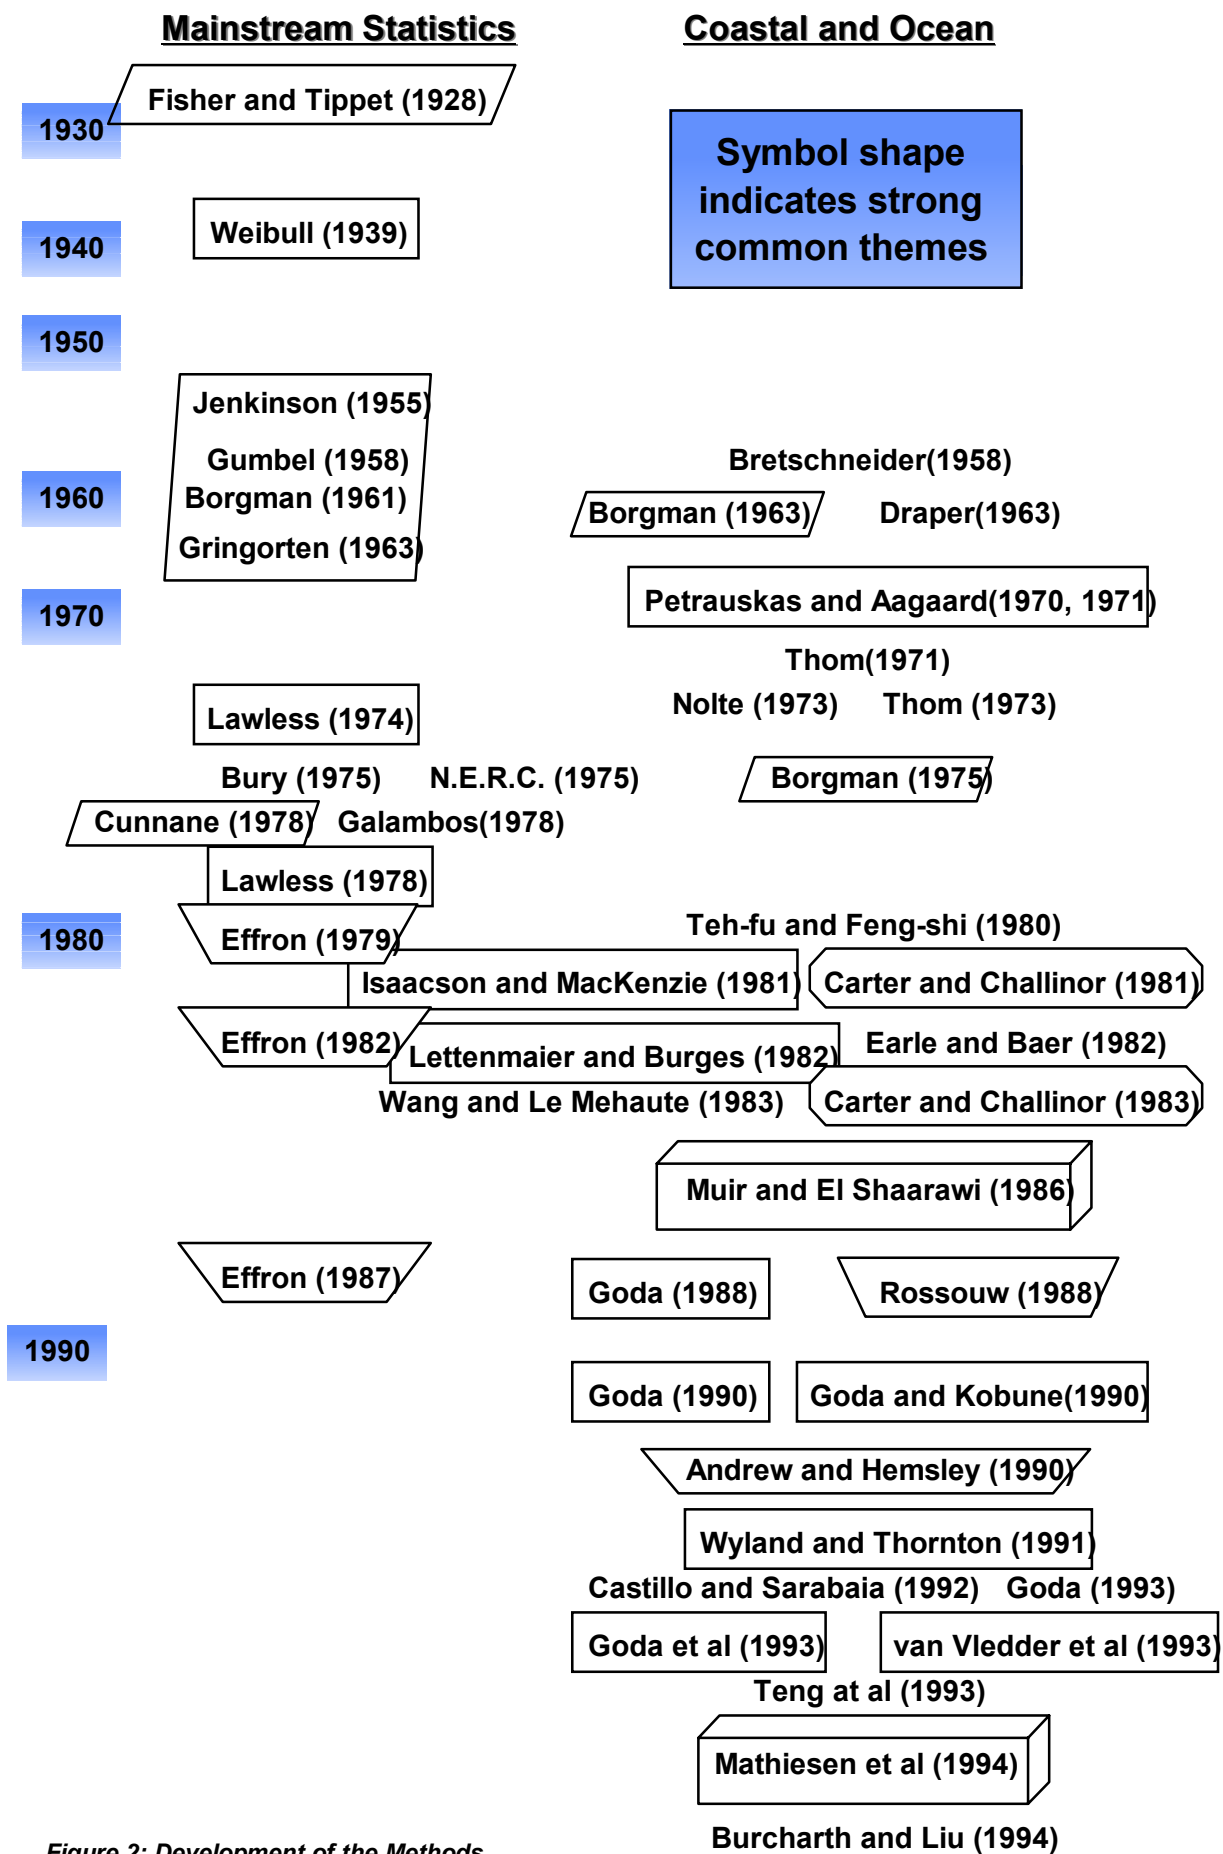 Mainstream Statistics Coastal and Ocean
Fisher and Tippet (1928)
1930
Symbol shape
indicates strong
common themes
Weibull (1939)
1940
1950
Jenkinson (1955)
Gumbel (1958) Bretschneider(1958)
1960 Borgman (1961)
Borgman (1963) Draper(1963)
Gringorten (1963)
Petrauskas and Aagaard(1970, 1971)
1970
Thom(1971)
Nolte (1973) Thom (1973)
Lawless (1974)
Bury (1975) N.E.R.C. (1975) Borgman (1975)
Cunnane (1978) Galambos(1978)
Lawless (1978)
Teh-fu and Feng-shi (1980)
1980 Effron (1979)
Isaacson and MacKenzie (1981) Carter and Challinor (1981)
Effron (1982) Earle and Baer (1982)
Lettenmaier and Burges (1982)
Wang and Le Mehaute (1983) Carter and Challinor (1983)
Muir and El Shaarawi (1986)
Effron (1987)
Goda (1988) Rossouw (1988)
1990
Goda (1990) Goda and Kobune(1990)
Andrew and Hemsley (1990)
Wyland and Thornton (1991)
Castillo and Sarabaia (1992) Goda (1993)
Goda et al (1993) van Vledder et al (1993)
Teng at al (1993)
Mathiesen et al (1994)
Burcharth and Liu (1994)
Figure 2: Development of the Methods